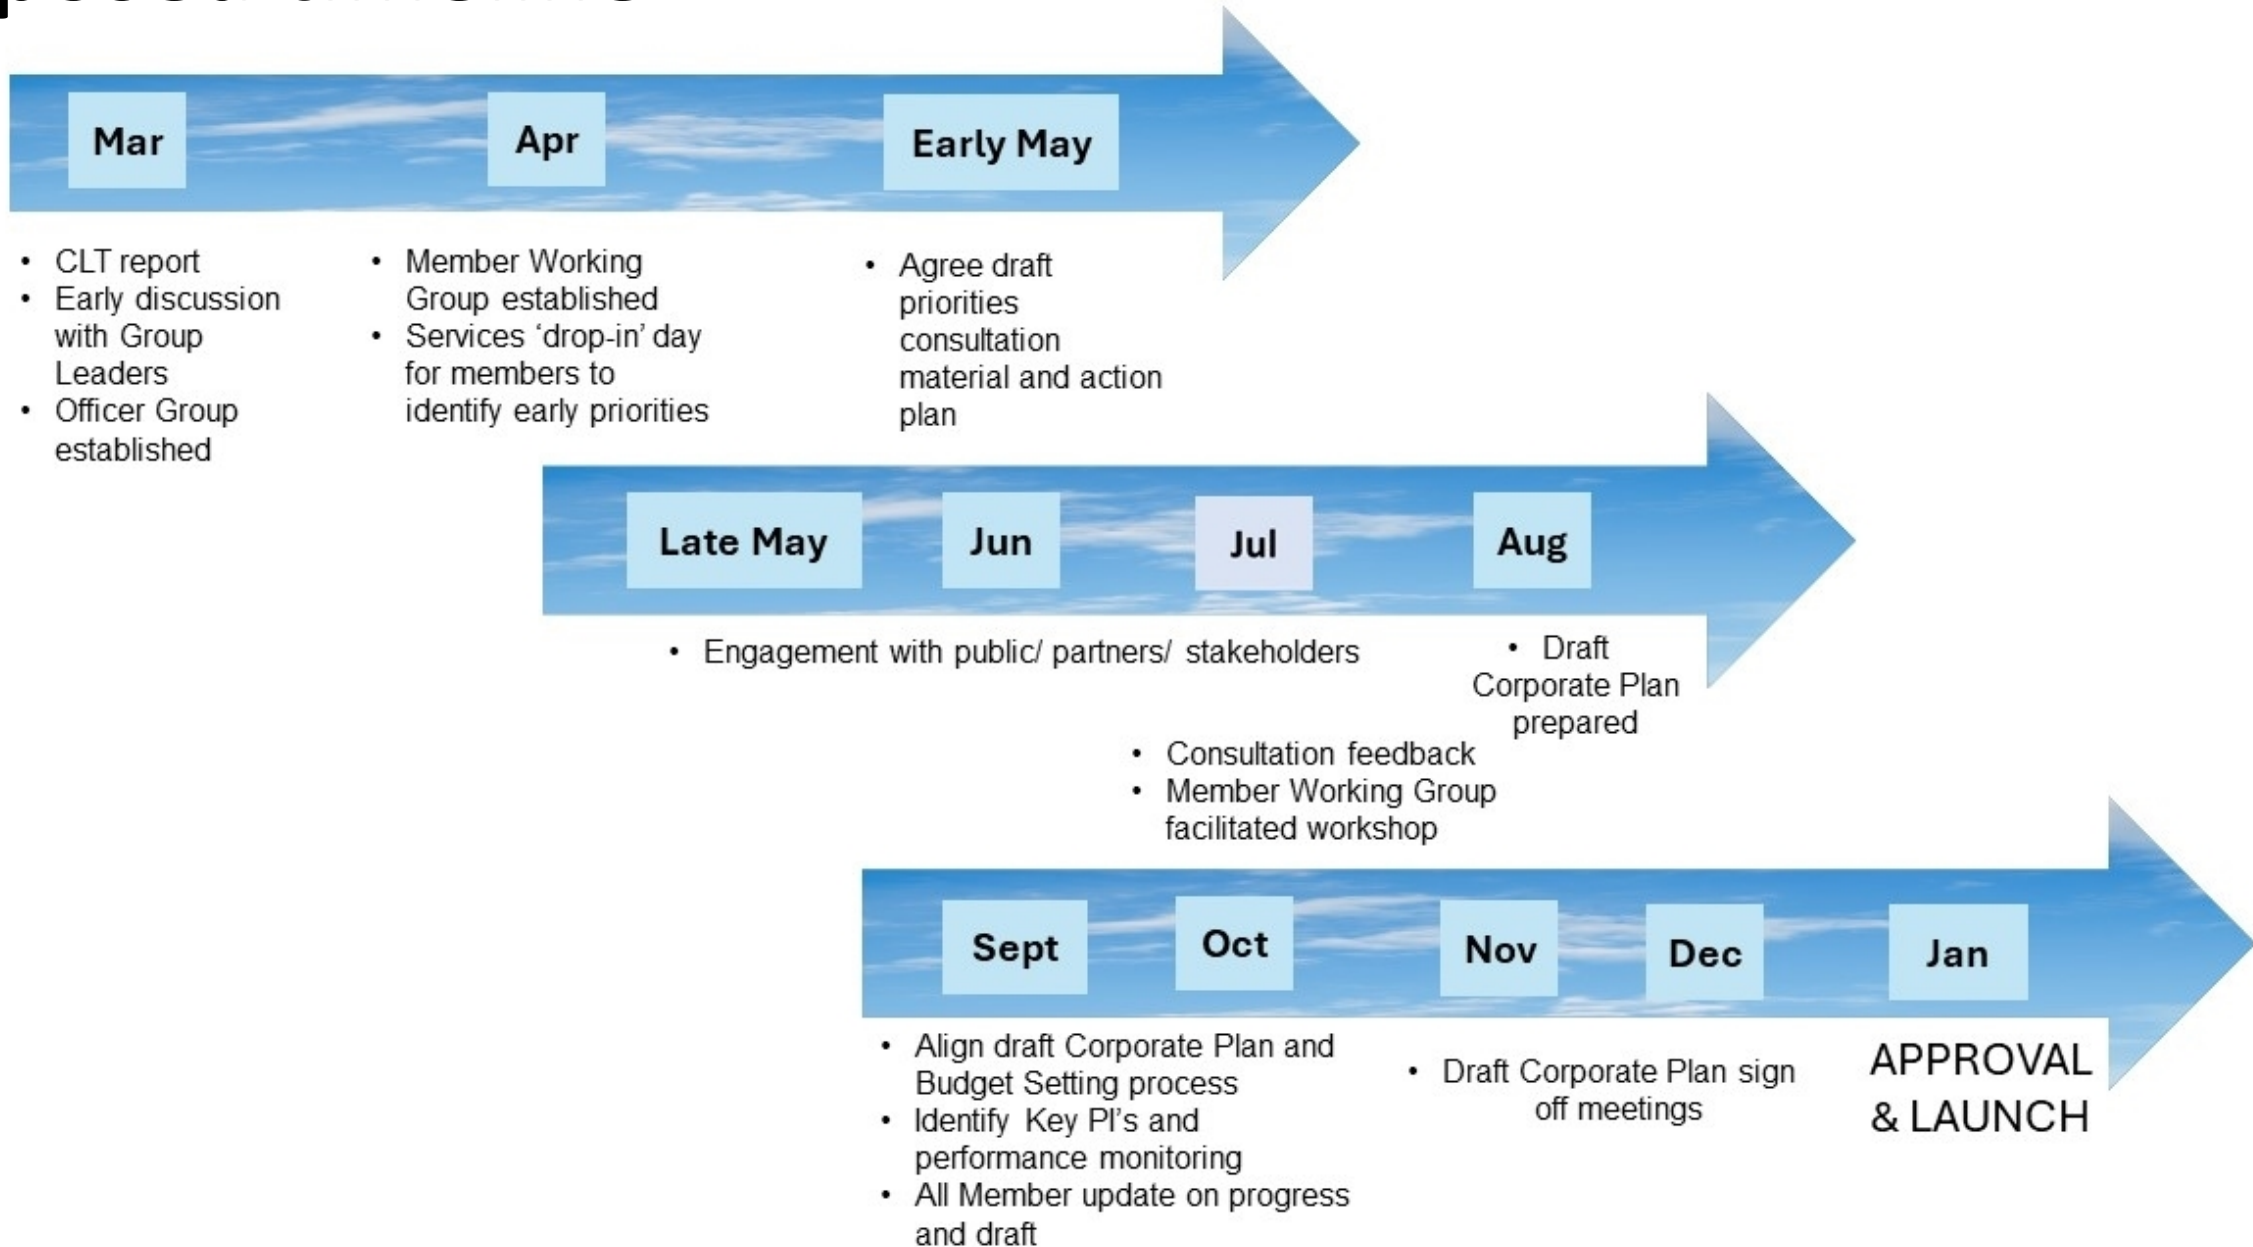 Mar
Apr
Early May
• CLT report
• Early discussion
with Group
Leaders
• Officer Group
established
• Member Working
Group established
• Services ‘drop-in’ day
for members to
identify early priorities
• Agree draft
priorities
consultation
material and action
plan
Late May
Jun
Jul
Aug
• Engagement with public/ partners/ stakeholders
• Draft
Corporate Plan
prepared
• Consultation feedback
• Member Working Group
facilitated workshop
Sept
Oct
Nov
Dec
Jan
• Align draft Corporate Plan and
Budget Setting process
• Identify Key PI’s and
performance monitoring
• All Member update on progress
and draft
• Draft Corporate Plan sign
off meetings
APPROVAL
& LAUNCH